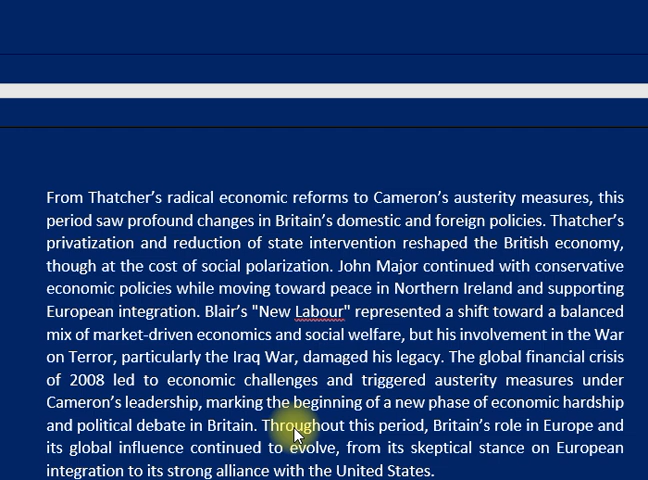 From Thatcher’s radical economic reforms to Cameron’s austerity measures, this
period saw profound changes in Britain’s domestic and foreign policies. Thatcher’s
privatization and reduction of state intervention reshaped the British economy,
though at the cost of social polarization. John Major continued with conservative
economic policies while moving toward peace in Northern Ireland and supporting
European integration. Blair’s "New Labour" represented a shift toward a balanced
mix of market-driven economics and social welfare, but his involvement in the War
on Terror, particularly the Iraq War, damaged his legacy. The global financial crisis
of 2008 led to economic challenges and triggered austerity measures under
Cameron’s leadership, marking the beginning of a new phase of economic hardship
and political debate in Britain. Throughout this period, Britain’s role in Europe and
its global influence continued to evolve, from its skeptical stance on European
integration to its strong alliance with the United States.